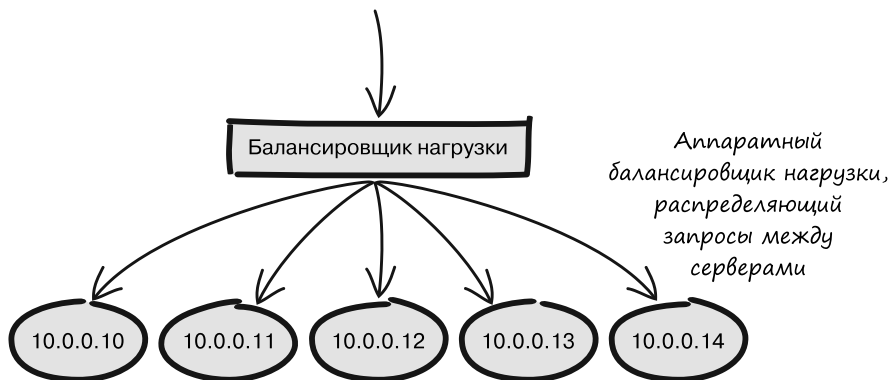 Балансировщик нагрузки
Аппаратный
балансировщик нагрузки,
распределяющий
запросы между
серверами
10.0.0.10
10.0.0.11
10.0.0.12
10.0.0.13
10.0.0.14